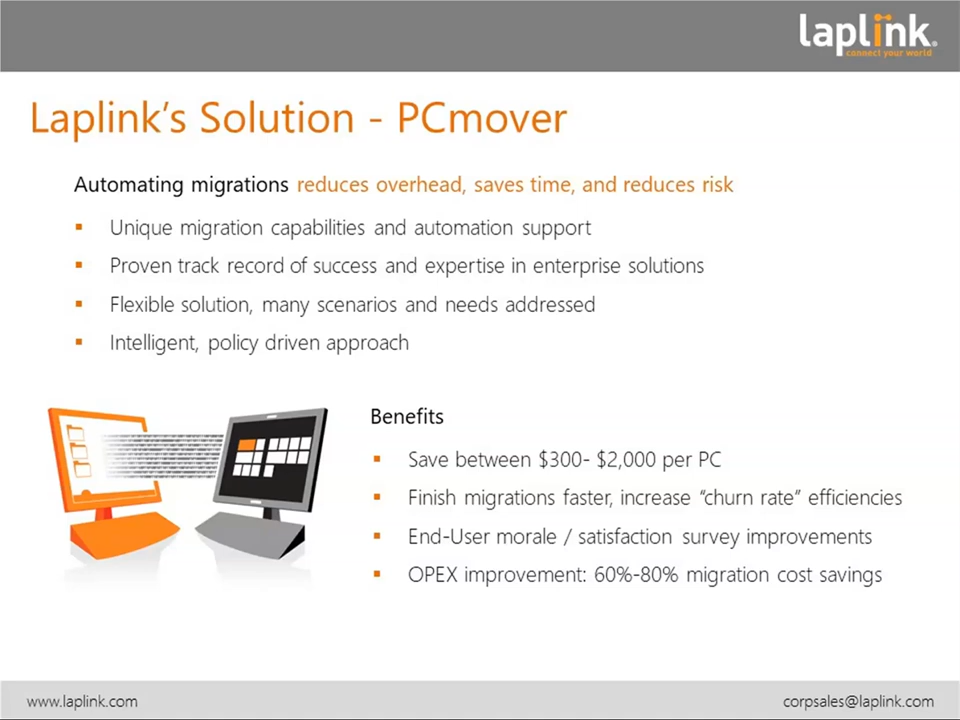 laplink®
connect your world
Laplink's Solution - PCmover
Automating migrations reduces overhead, saves time, and reduces risk
▪ Unique migration capabilities and automation support
▪ Proven track record of success and expertise in enterprise solutions
▪ Flexible solution, many scenarios and needs addressed
▪ Intelligent, policy driven approach
Benefits
▪ Save between $300- $2,000 per PC
▪ Finish migrations faster, increase “churn rate” efficiencies
▪ End-User morale / satisfaction survey improvements
▪ OPEX improvement: 60%-80% migration cost savings
www.laplink.com
corpsales@laplink.com